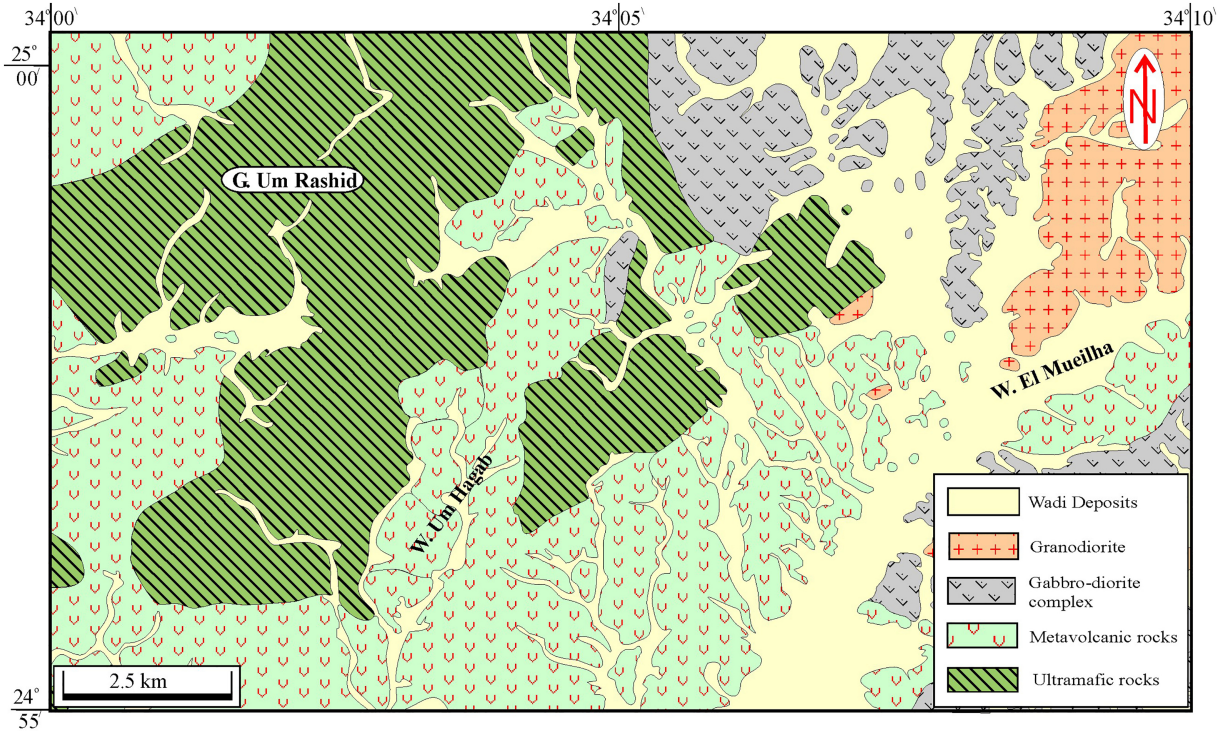 34°00\
34°05\
34°10\
25°
00/
N
G. Um Rashid
W. El Mueilha
W. Um Hagab
Wadi Deposits
Granodiorite
Gabbro-diorite
complex
Metavolcanic rocks
Ultramafic rocks
2.5 km
24°
55/